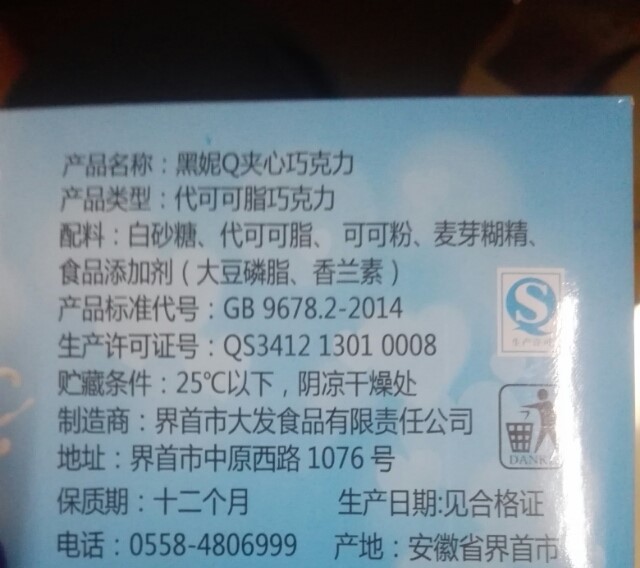 产品名称：黑妮Q夹心巧克力
产品类型：代可可脂巧克力
配料：白砂糖、代可可脂、可可粉、麦芽糊精、
食品添加剂（大豆磷脂、香兰素）
产品标准代号：GB 9678.2-2014
生产许可证号：QS3412 1301 0008
贮藏条件：25℃以下，阴凉干燥处
制造商：界首市大发食品有限责任公司
地址：界首市中原西路 1076 号
保质期：十二个月 生产日期:见合格证
电话：0558-4806999 产地：安徽省界首市
生产许可
DANK